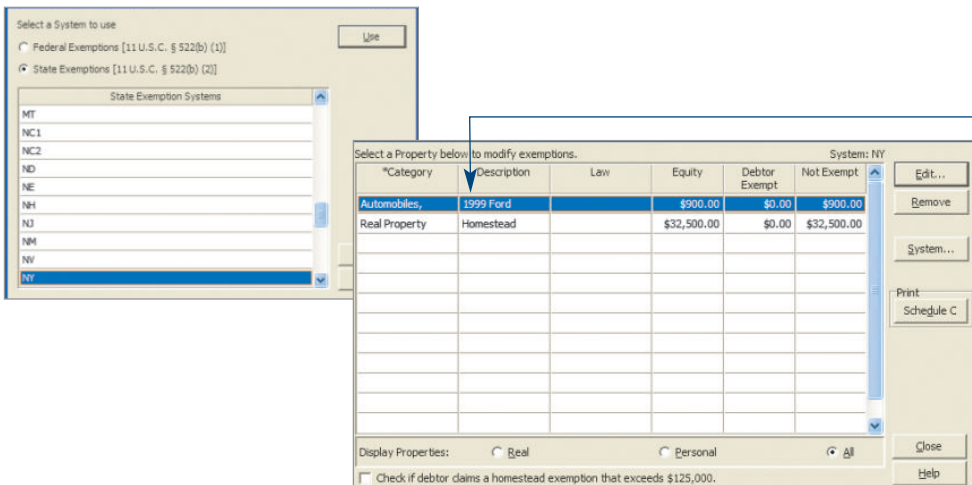 Select a System to use
Federal Exemptions [11 U.S.C. § 522(b) (1)]
State Exemptions [11 U.S.C. § 522(b) (2)]
Use
State Exemption Systems
MT
NC1
NC2
ND
NE
NH
NJ
NM
NV
NY
Select a Property below to modify exemptions. System: NY
*Category *Description Law Equity Debtor Exempt Not Exempt
Automobiles, 1999 Ford $900.00 $0.00 $900.00
Real Property Homestead $32,500.00 $0.00 $32,500.00
Edit...
Remove
System...
Print
Schedule C
Display Properties: Real Personal All
Close
Check if debtor claims a homestead exemption that exceeds $125,000.
Help